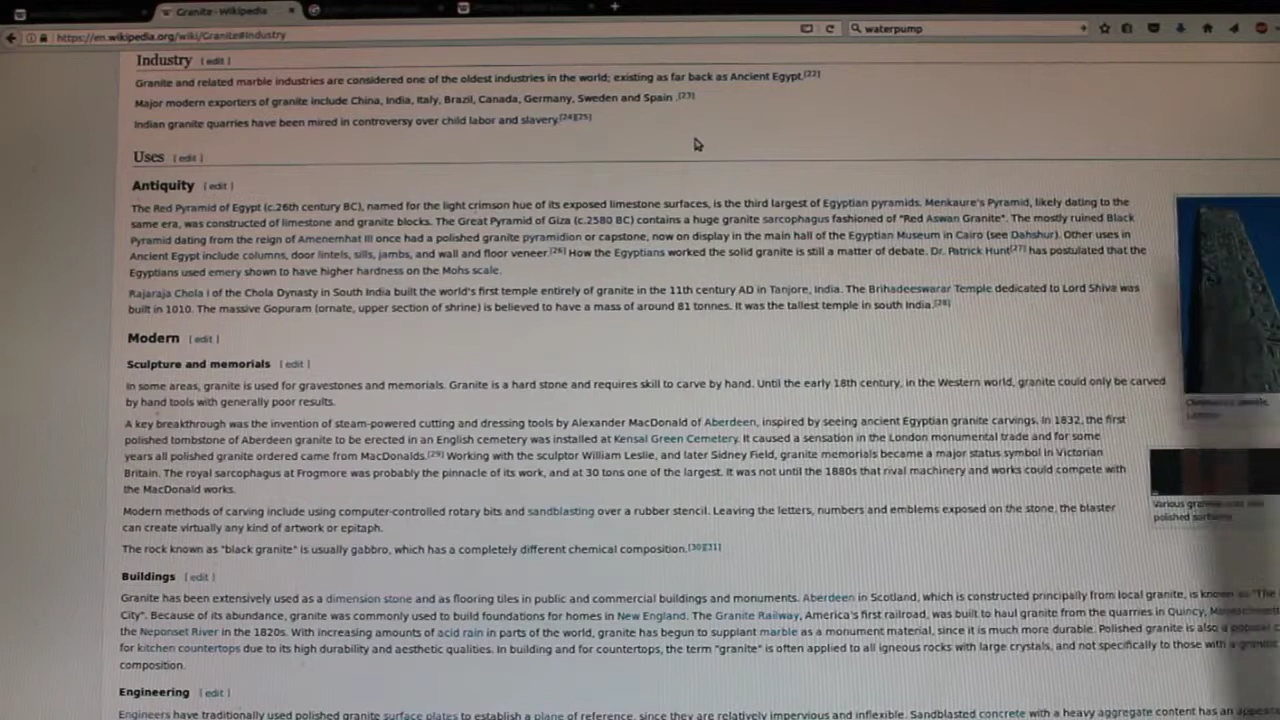 Granite - Wikipedia
https://en.wikipedia.org/wiki/Granite#Industry
waterpump
Industry [ edit ]
Granite and related marble industries are considered one of the oldest industries in the world; existing as far back as Ancient Egypt.[22]
Major modern exporters of granite include China, India, Italy, Brazil, Canada, Germany, Sweden and Spain .[23]
Indian granite quarries have been mired in controversy over child labor and slavery.[24][25]
Uses [ edit ]
Antiquity [ edit ]
The Red Pyramid of Egypt (c.26th century BC), named for the light crimson hue of its exposed limestone surfaces, is the third largest of Egyptian pyramids. Menkaure's Pyramid, likely dating to the
same era, was constructed of limestone and granite blocks. The Great Pyramid of Giza (c.2580 BC) contains a huge granite sarcophagus fashioned of "Red Aswan Granite". The mostly ruined Black
Pyramid dating from the reign of Amenemhat III once had a polished granite pyramidion or capstone, now on display in the main hall of the Egyptian Museum in Cairo (see Dahshur). Other uses in
Ancient Egypt include columns, door lintels, sills, jambs, and wall and floor veneer.[26] How the Egyptians worked the solid granite is still a matter of debate. Dr. Patrick Hunt[27] has postulated that the
Egyptians used emery shown to have higher hardness on the Mohs scale.
Rajaraja Chola I of the Chola Dynasty in South India built the world's first temple entirely of granite in the 11th century AD in Tanjore, India. The Brihadeeswarar Temple dedicated to Lord Shiva was
built in 1010. The massive Gopuram (ornate, upper section of shrine) is believed to have a mass of around 81 tonnes. It was the tallest temple in south India.[28]
Modern [ edit ]
Sculpture and memorials [ edit ]
In some areas, granite is used for gravestones and memorials. Granite is a hard stone and requires skill to carve by hand. Until the early 18th century, in the Western world, granite could only be carved
by hand tools with generally poor results.
A key breakthrough was the invention of steam-powered cutting and dressing tools by Alexander MacDonald of Aberdeen, inspired by seeing ancient Egyptian granite carvings. In 1832, the first
polished tombstone of Aberdeen granite to be erected in an English cemetery was installed at Kensal Green Cemetery. It caused a sensation in the London monumental trade and for some
years all polished granite ordered came from MacDonalds.[29] Working with the sculptor William Leslie, and later Sidney Field, granite memorials became a major status symbol in Victorian
Britain. The royal sarcophagus at Frogmore was probably the pinnacle of its work, and at 30 tons one of the largest. It was not until the 1880s that rival machinery and works could compete with
the MacDonald works.
Modern methods of carving include using computer-controlled rotary bits and sandblasting over a rubber stencil. Leaving the letters, numbers and emblems exposed on the stone, the blaster
can create virtually any kind of artwork or epitaph.
The rock known as "black granite" is usually gabbro, which has a completely different chemical composition.[30][31]
Various
polished
Buildings [ edit ]
Granite has been extensively used as a dimension stone and as flooring tiles in public and commercial buildings and monuments. Aberdeen in Scotland, which is constructed principally from local granite, is known as "The
City". Because of its abundance, granite was commonly used to build foundations for homes in New England. The Granite Railway, America's first railroad, was built to haul granite from the quarries in Quincy,
the Neponset River in the 1820s. With increasing amounts of acid rain in parts of the world, granite has begun to supplant marble as a monument material, since it is much more durable. Polished granite is also a
for kitchen countertops due to its high durability and aesthetic qualities. In building and for countertops, the term "granite" is often applied to all igneous rocks with large crystals, and not specifically to those with a
composition.
Engineering [ edit ]
Engineers have traditionally used polished granite surface plates to establish a plane of reference, since they are relatively impervious and inflexible. Sandblasted concrete with a heavy aggregate content has an